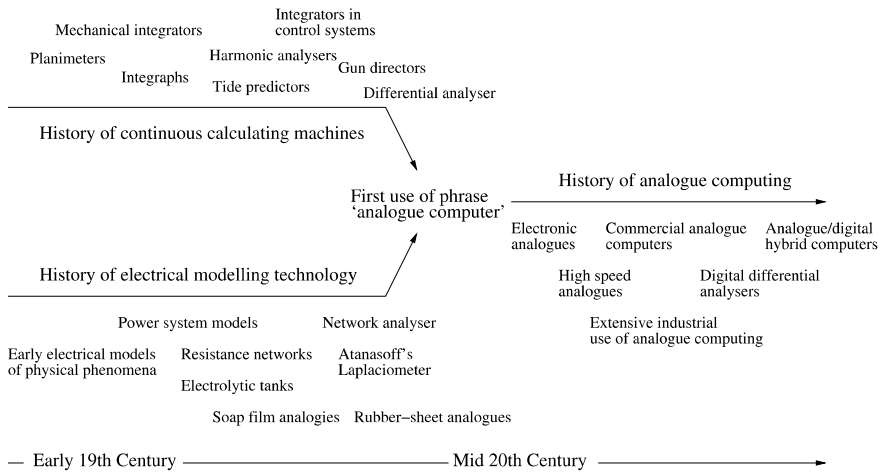 Integrators in
control systems
Mechanical integrators
Harmonic analysers
Planimeters
Gun directors
Integraphs
Tide predictors
Differential analyser
History of continuous calculating machines
First use of phrase
‘analogue computer’
History of analogue computing
Electronic
analogues
Commercial analogue
computers
Analogue/digital
hybrid computers
High speed
analogues
Digital differential
analysers
Extensive industrial
use of analogue computing
History of electrical modelling technology
Power system models
Network analyser
Early electrical models
of physical phenomena
Resistance networks
Atanasoff’s
Laplaciometer
Electrolytic tanks
Soap film analogies
Rubber−sheet analogues
Early 19th Century
Mid 20th Century